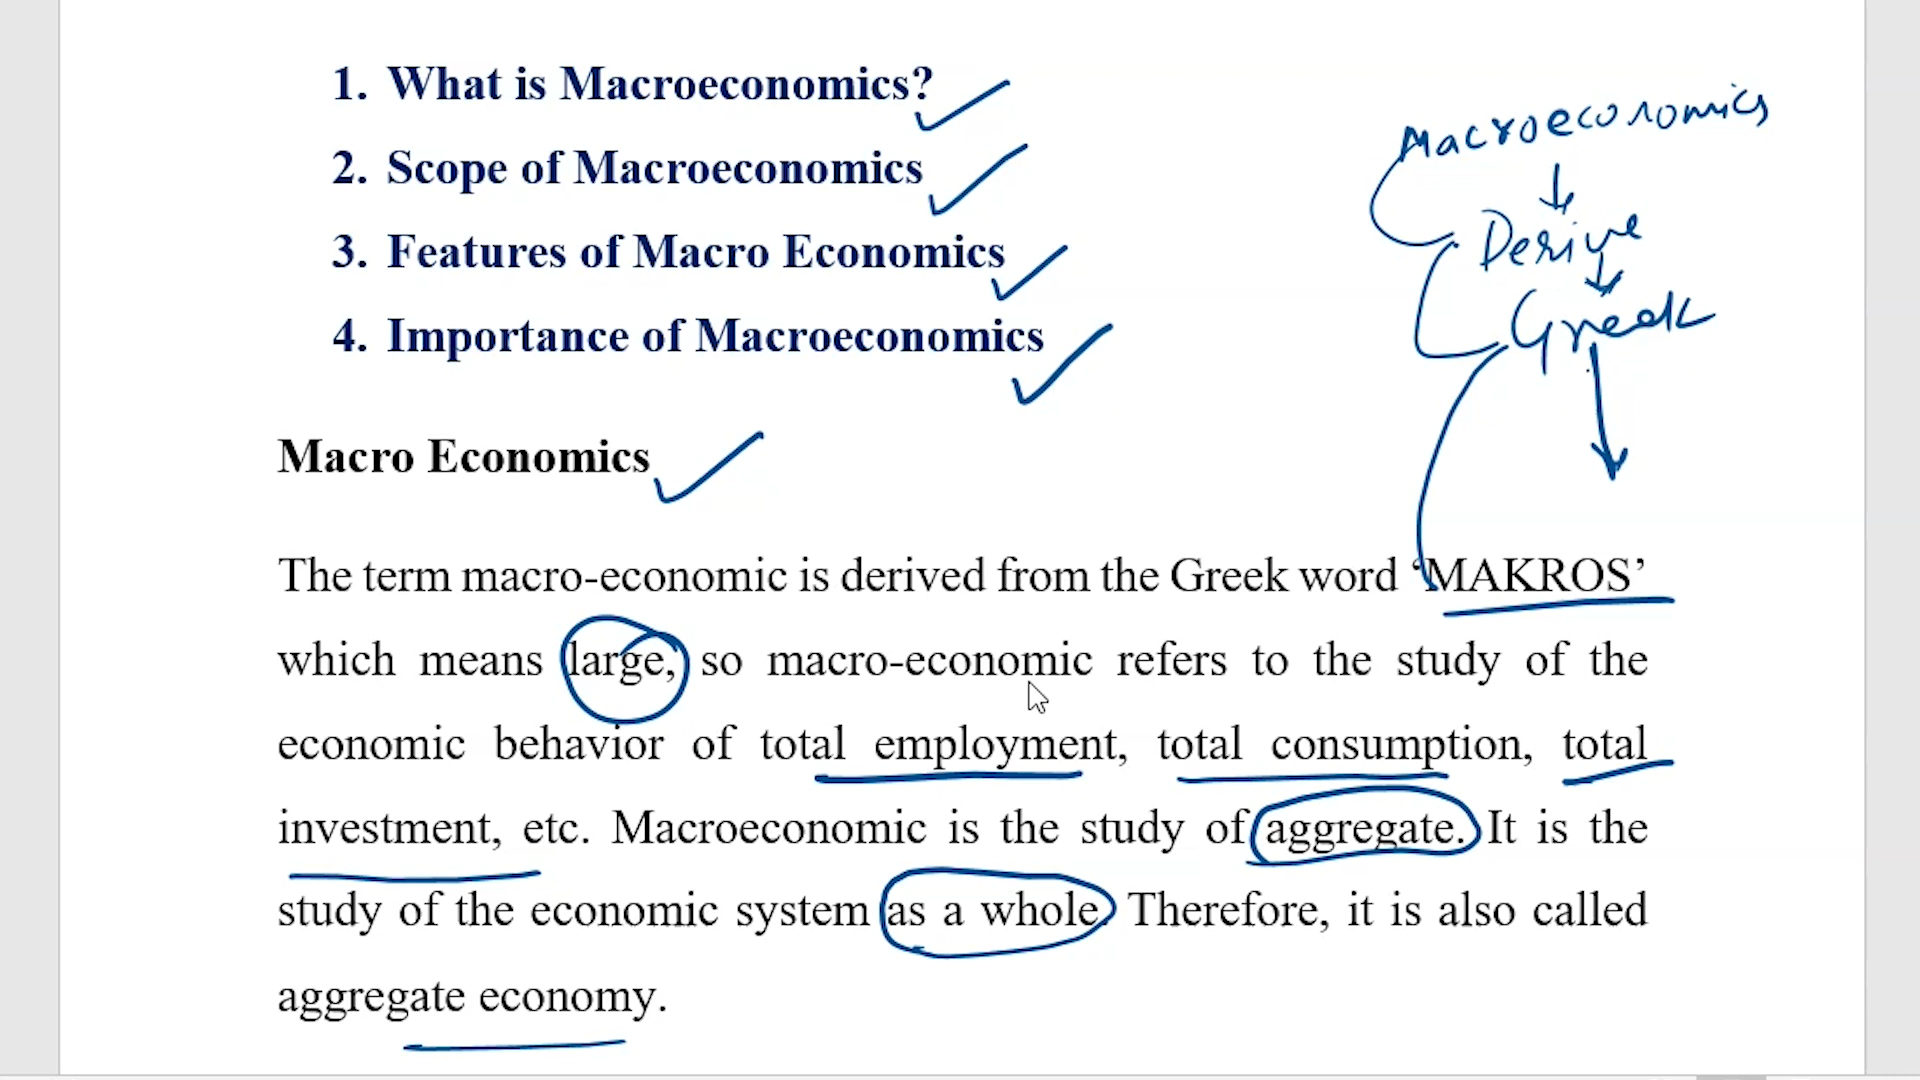 1. What is Macroeconomics?
2. Scope of Macroeconomics
3. Features of Macro Economics
4. Importance of Macroeconomics
Macroeconomics
Derive
Greek
Macro Economics
The term macro-economic is derived from the Greek word ‘MAKROS’
which means large, so macro-economic refers to the study of the
economic behavior of total employment, total consumption, total
investment, etc. Macroeconomic is the study of aggregate. It is the
study of the economic system as a whole. Therefore, it is also called
aggregate economy.